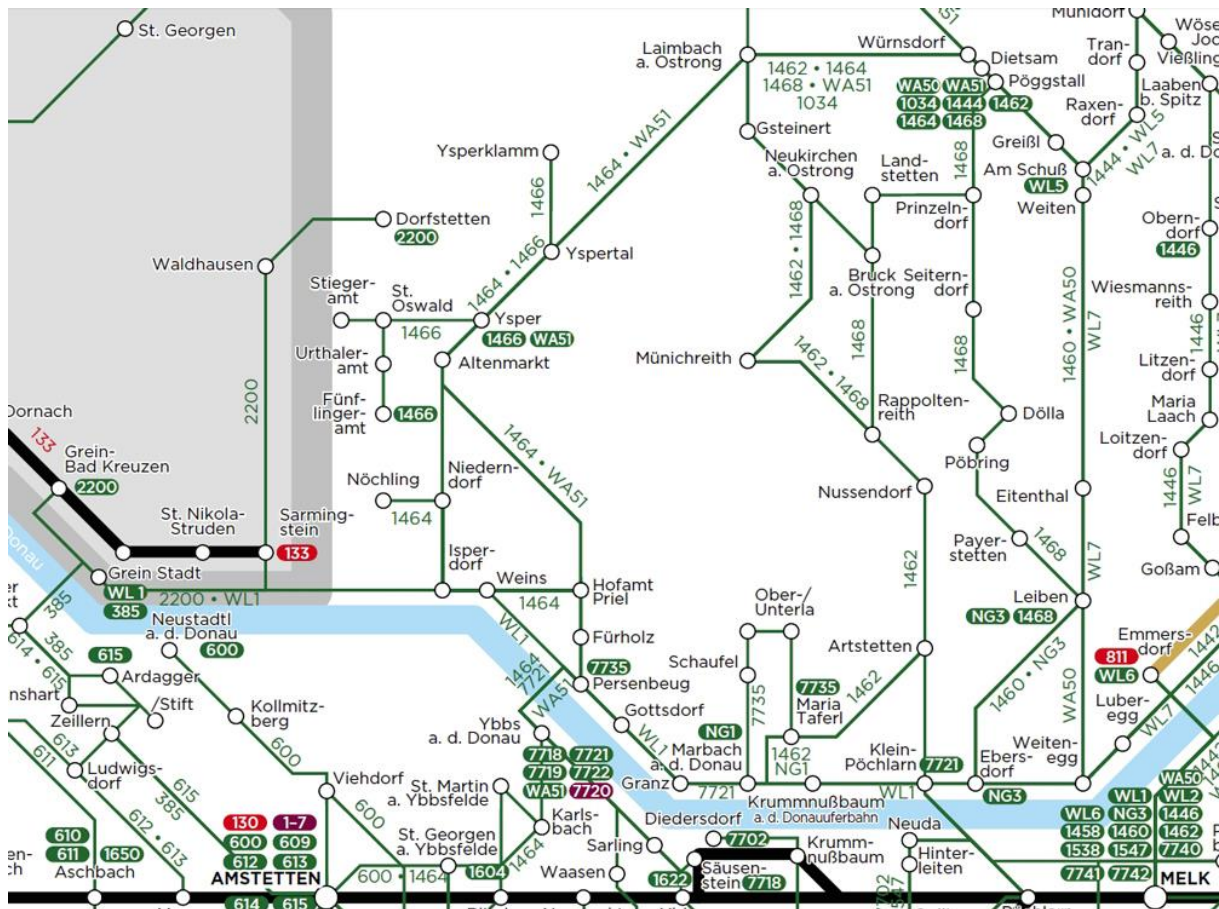 St. Georgen
Laimbach
a. Ostrong
Würnsdorf
Dietsam
Pöggstall
Mühldorf
Tran-
dorf
Vießling
Laaben
b. Spitz
Raxen-
dorf
1462 • 1464
1468 • WA51
1034
WA50 WA51
1034 1444 1462
1464 1468
Gsteinert
Greißl
Am Schuß
WL5
1444 • WL5
WL7
Ysperklamm
1466
1464 • WA51
Neukirchen
a. Ostrong
Land-
stetten
1468
Prinzeln-
dorf
Weiten
Obern-
dorf
1446
Dorfstetten
2200
Waldhausen
Yspertal
1464 • 1466
1462 • 1468
Bruck
a. Ostrong
Seitern-
dorf
Wiesmanns-
reith
Stieger-
amt
St.
Oswald
1466
Ysper
1466 WA51
1468
1468
1460 • WA50
WL7
1446
Urthaler-
amt
Altenmarkt
Münichreith
1462 • 1468
Litzen-
dorf
Fünf-
linger-
amt
1466
2200
Rappolten-
reith
Dölla
Maria
Laach
Dornach
133
Grein-
Bad Kreuzen
2200
1464 • WA51
Pöbring
Loitzen-
dorf
Nöchling
1464
Niedern-
dorf
Nussendorf
Eitenthal
1446
WL7
St. Nikola-
Struden
Sarming-
stein
133
Payer-
stetten
1468
Donau
Isper-
dorf
Weins
1464
Hofamt
Priel
1462
WL7
Goßam
Grein Stadt
WL1
385
2200 • WL1
Ober-/
Unterla
Leiben
NG3 1468
385
Neustadtl
a. d. Donau
600
WL1
Fürholz
Artstetten
Emmers-
dorf
811
WL6
1442
1446
614 • 615
385
615
Ardagger
/Stift
1464
7721
WA51
7735
Persenbeug
Schaufel
7735
7735
Maria
Taferl
1462
1460 • NG3
WA50
Luber-
egg
WL7
Zeillern
Kollmitz-
berg
Gottsdorf
NG1
Marbach
a. d. Donau
1462
NG1
Klein-
Pöchlarn
7721
Ebers-
dorf
Weiten-
egg
613
611
Ludwigs-
dorf
600
Ybbs
a. d. Donau
7718 7721
7719 7722
WA51 7720
WL1
Granz
7721
Krummnußbaum
a. d. Donauuferbahn
WL1
NG3
615
385
Viehdorf
St. Martin
a. Ybbsfelde
Karls-
bach
Diedersdorf
7702
Neuda
WA50
WL1 WL2
WL6 NG3 1446
1458 1460 1462
1538 1547 7740
7741 7742
612 • 613
130 1–7
600 609
612 613
AMSTETTEN
614 615
600
St. Georgen
a. Ybbsfelde
1464
Sarling
Krumm-
nußbaum
Hinter-
leiten
610
611 1650
Aschbach
600 • 1464
1604
Waasen
1622
Säusen-
stein
7718
MELK